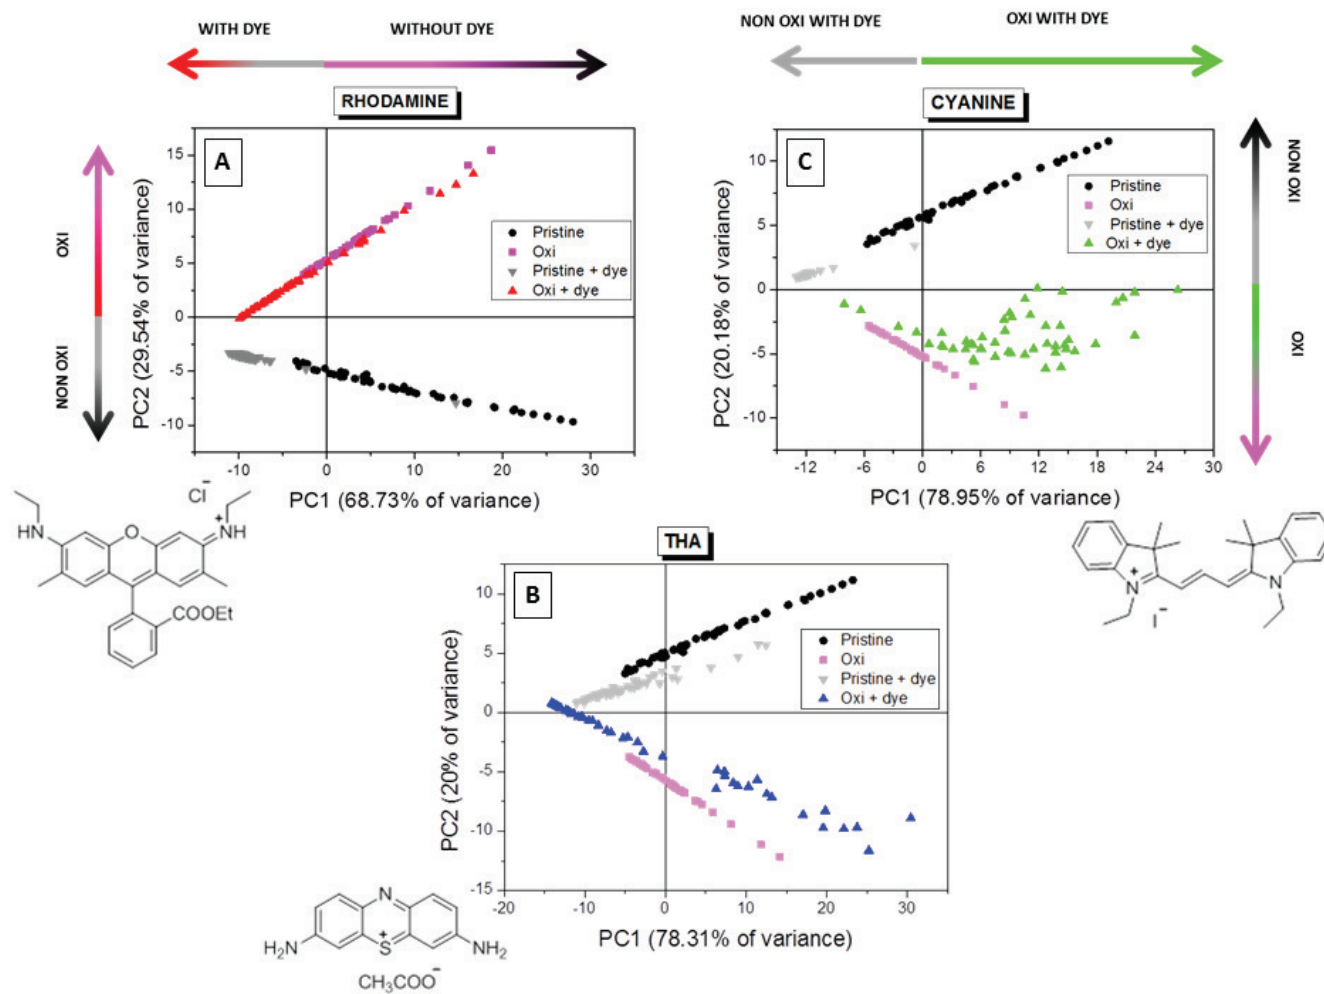 WITH DYE
WITHOUT DYE
NON OXI WITH DYE
OXI WITH DYE
RHODAMINE
A
OXI
NON OXI
PC2 (29.54% of variance)
15
10
5
0
-5
-10
Pristine
Oxi
Pristine + dye
Oxi + dye
-10 0 10 20 30
PC1 (68.73% of variance)
CYANINE
C
PC2 (20.18% of variance)
10
5
0
-5
-10
Pristine
Oxi
Pristine + dye
Oxi + dye
-12 -6 0 6 12 18 24 30
PC1 (78.95% of variance)
NON OXI
OXI
Cl⁻
NH
O
+
NH
COOEt
N
+
N
I⁻
THA
B
PC2 (20% of variance)
10
5
0
-5
-10
-15
Pristine
Oxi
Pristine + dye
Oxi + dye
-20 -10 0 10 20 30
PC1 (78.31% of variance)
N
H₂N
S
+
NH₂
CH₃COO⁻